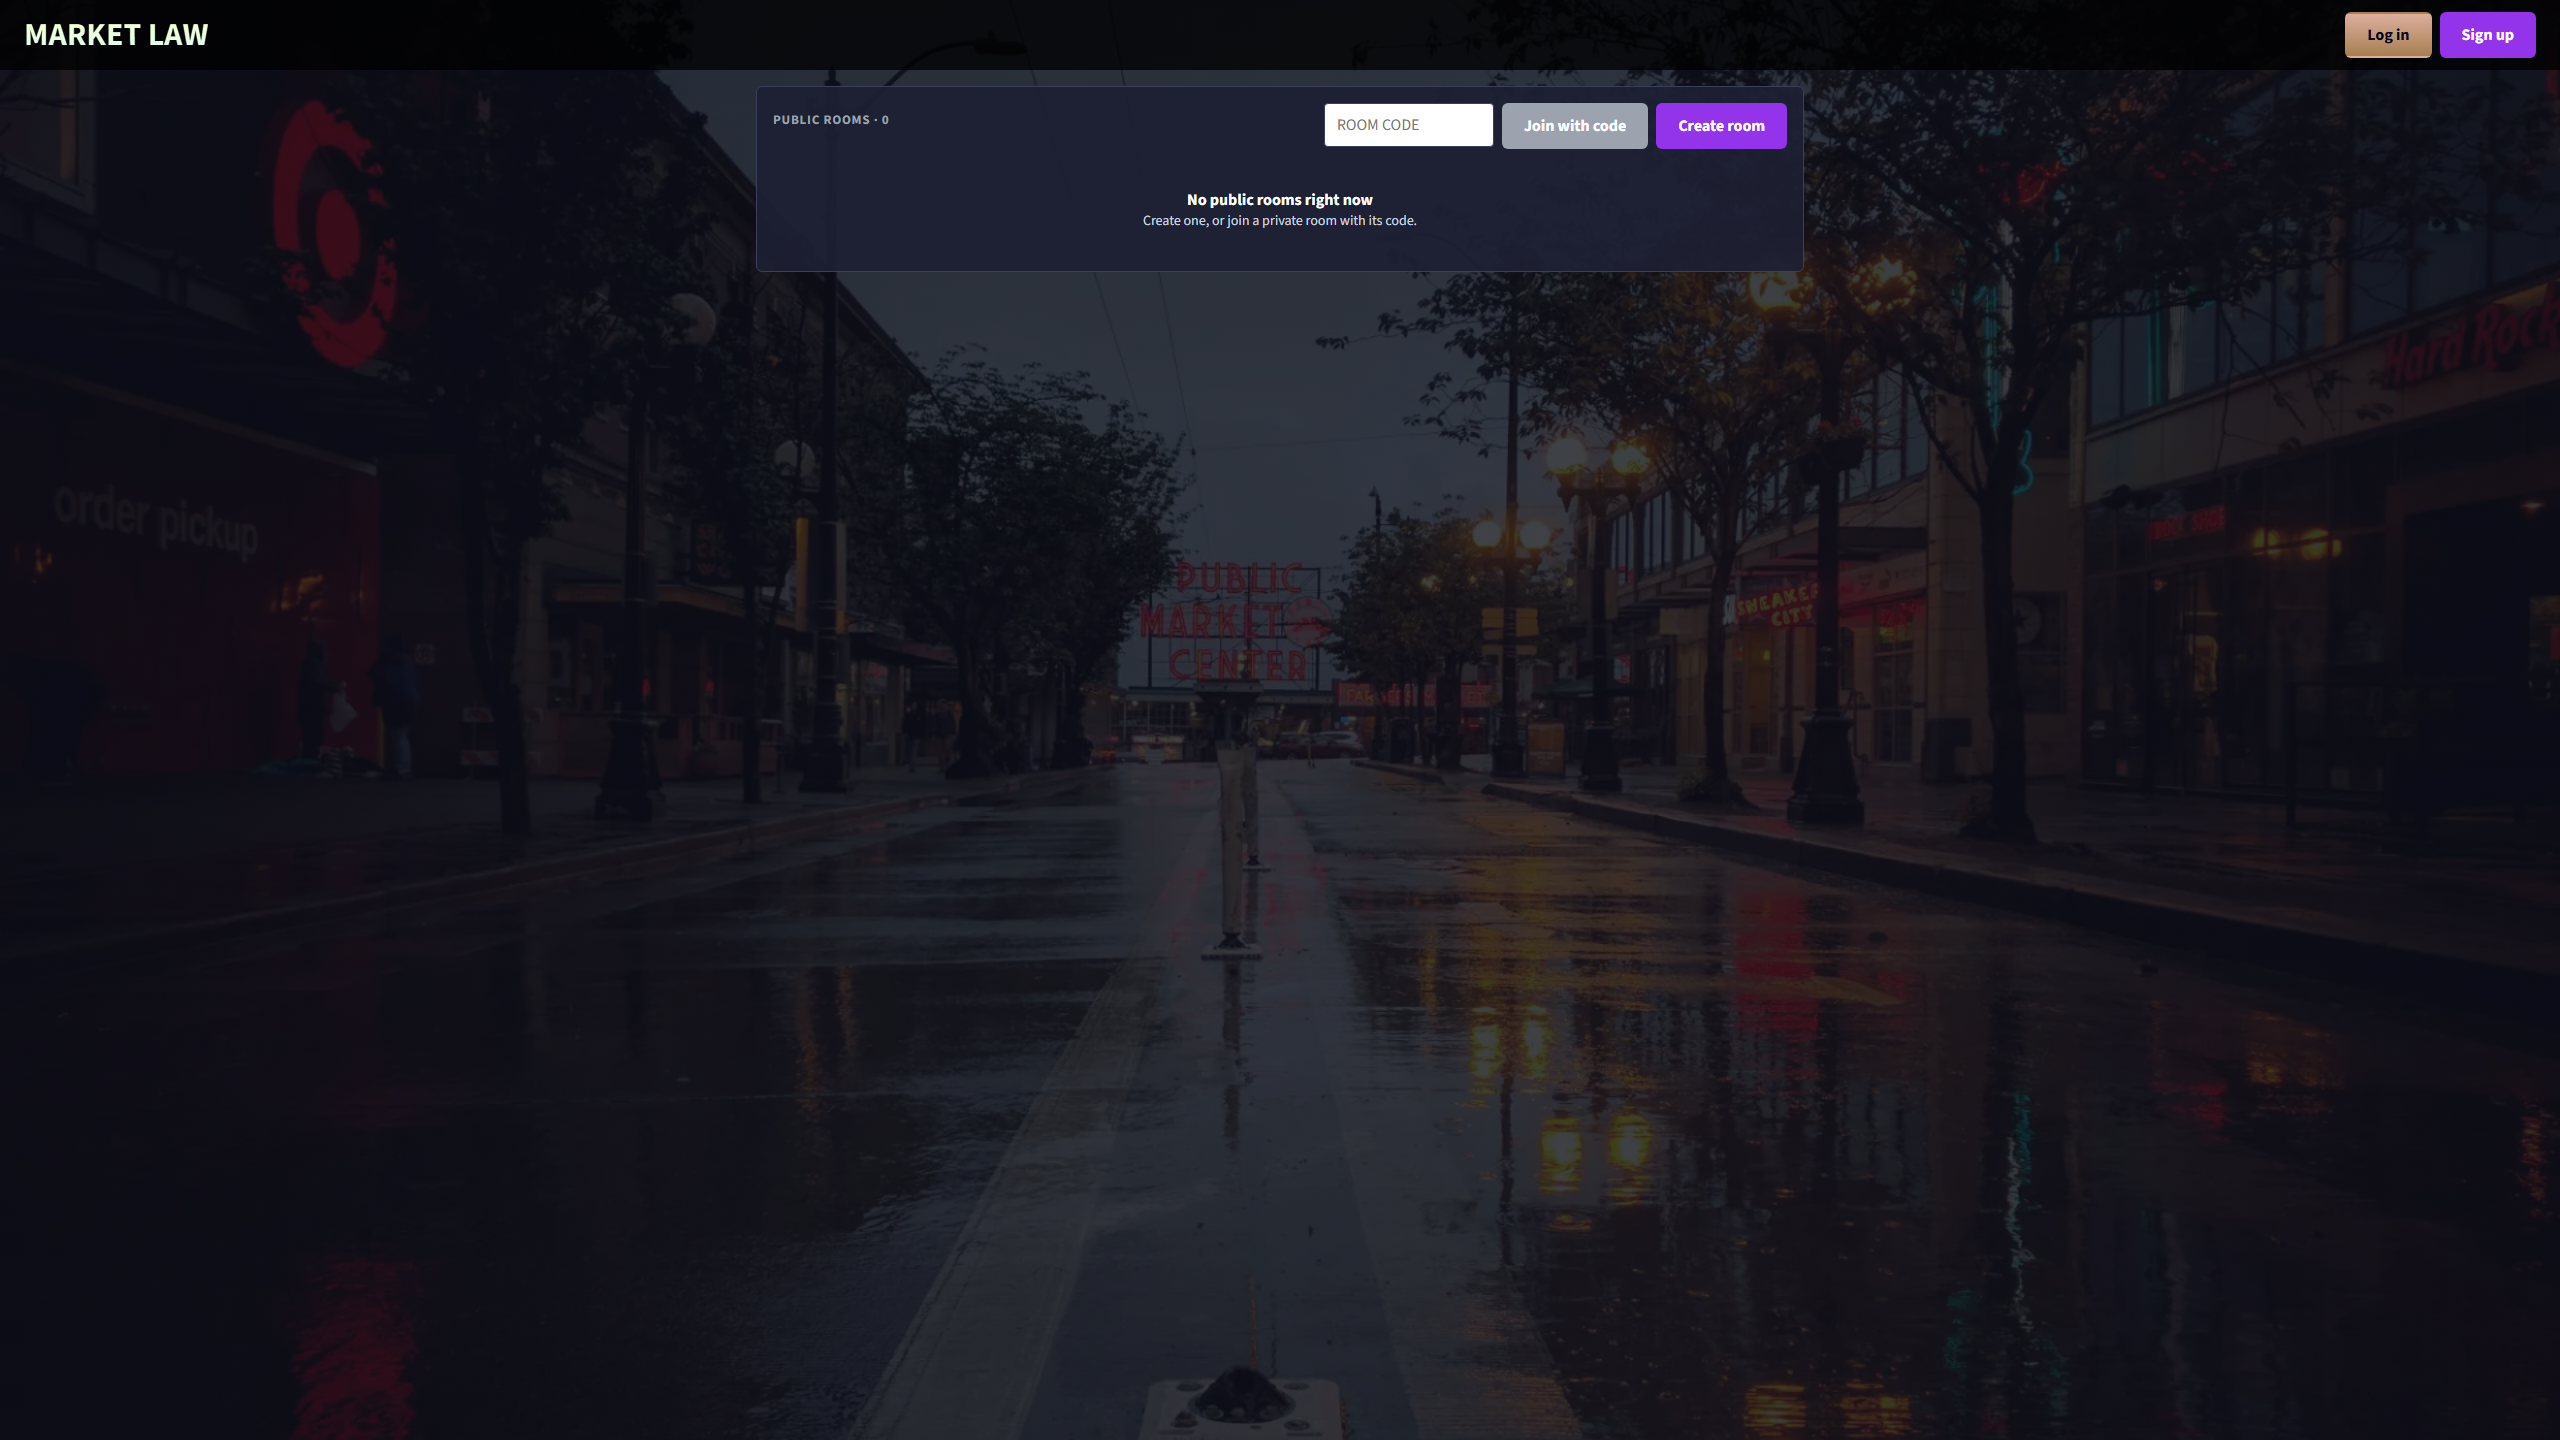 MARKET LAW
Log in
Sign up
PUBLIC ROOMS · 0
ROOM CODE
Join with code
Create room
No public rooms right now
Create one, or join a private room with its code.
Hard Rock
order pickup
PUBLIC
MARKET
CENTER
SNEAKER
CITY